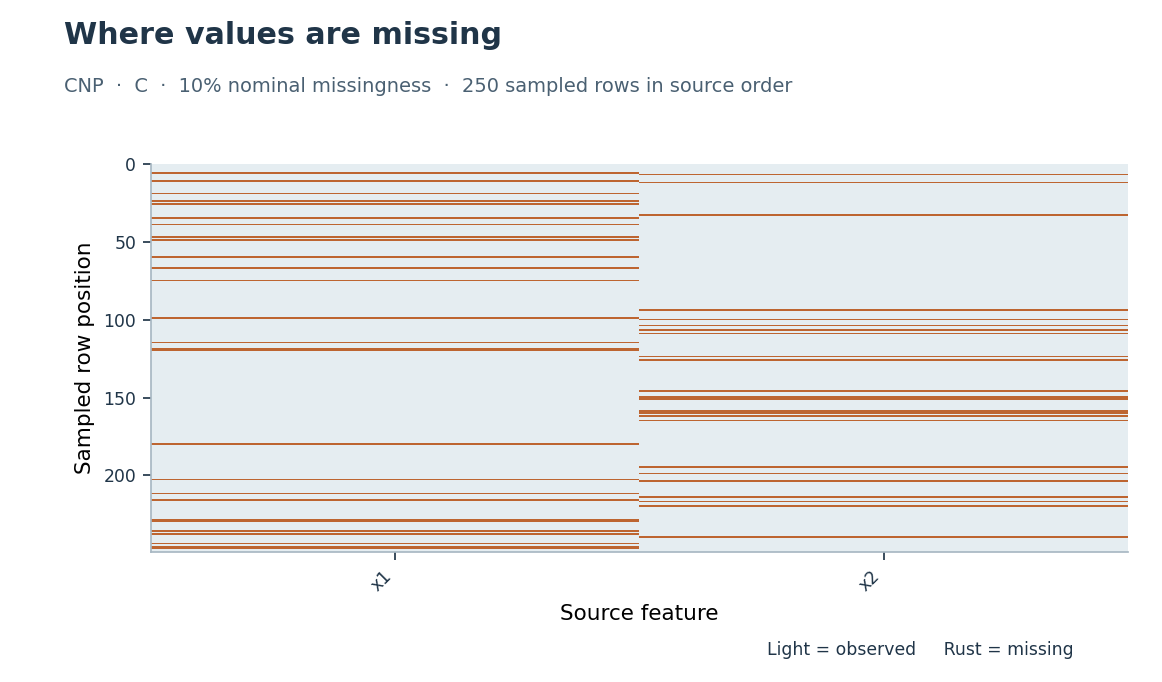 Where values are missing
CNP · C · 10% nominal missingness · 250 sampled rows in source order
0
50
100
150
200
Sampled row position
x1
x2
Source feature
Light = observed Rust = missing